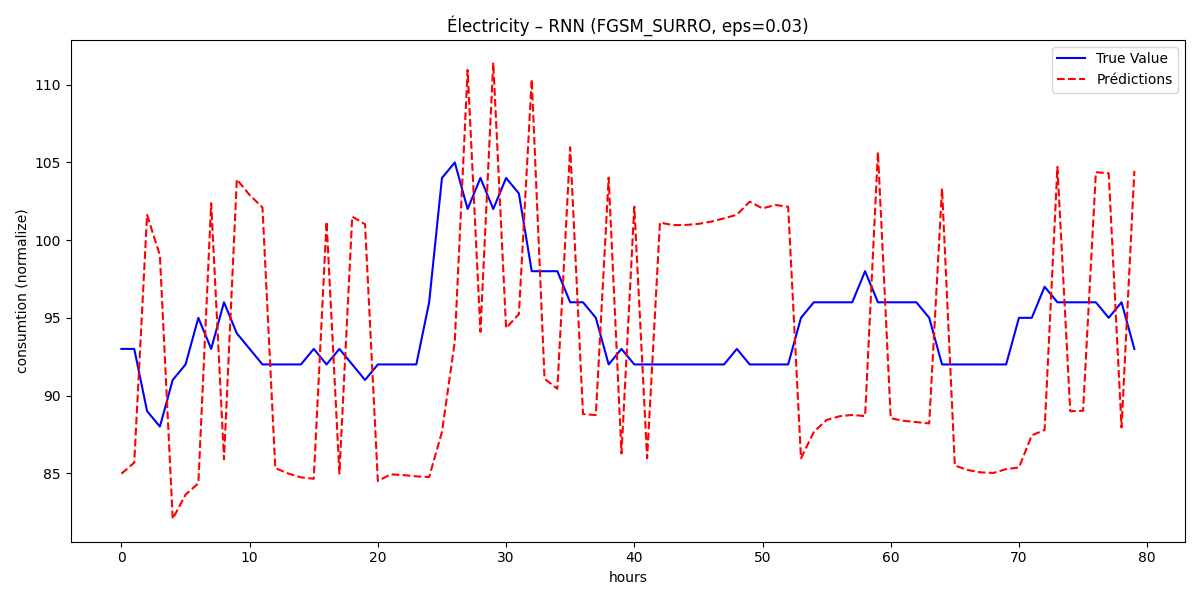 Électricity – RNN (FGSM_SURRO, eps=0.03)
True Value
Prédictions
consumtion (normalize)
110
105
100
95
90
85
0 10 20 30 40 50 60 70 80
hours